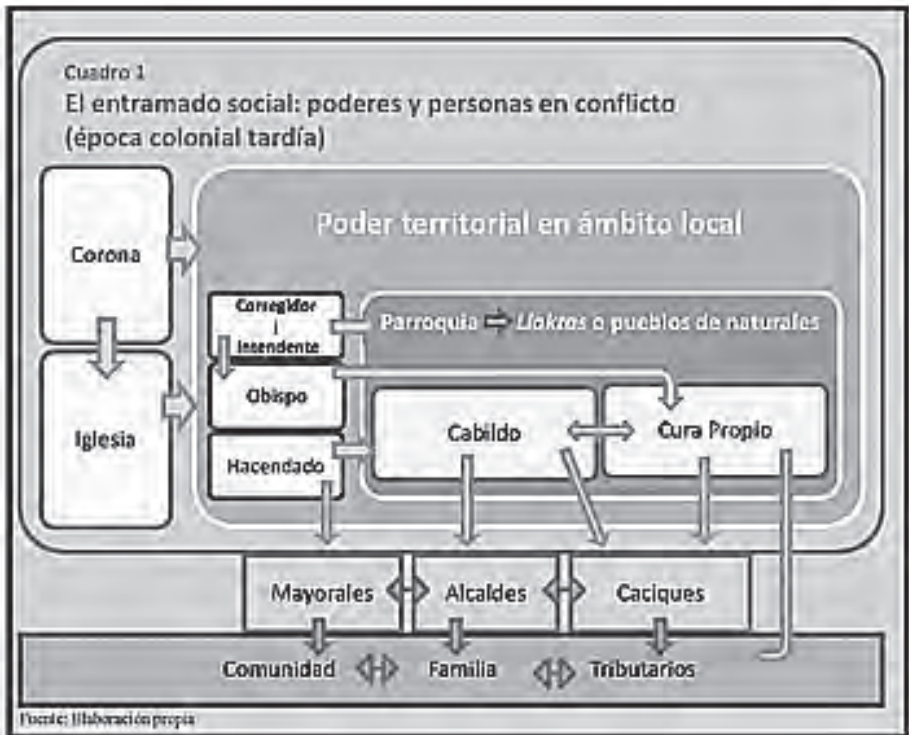 Cuadro 1
El entramado social: poderes y personas en conflicto
(época colonial tardía)
Corona
Iglesia
Poder territorial en ámbito local
Corregidor
Intendente
Obispo
Hacendado
Parroquia ⇨ Llaktas o pueblos de naturales
Cabildo
Cura Propio
Mayorales
Alcaldes
Caciques
Comunidad
Familia
Tributarios
Fuente: Elaboración propia